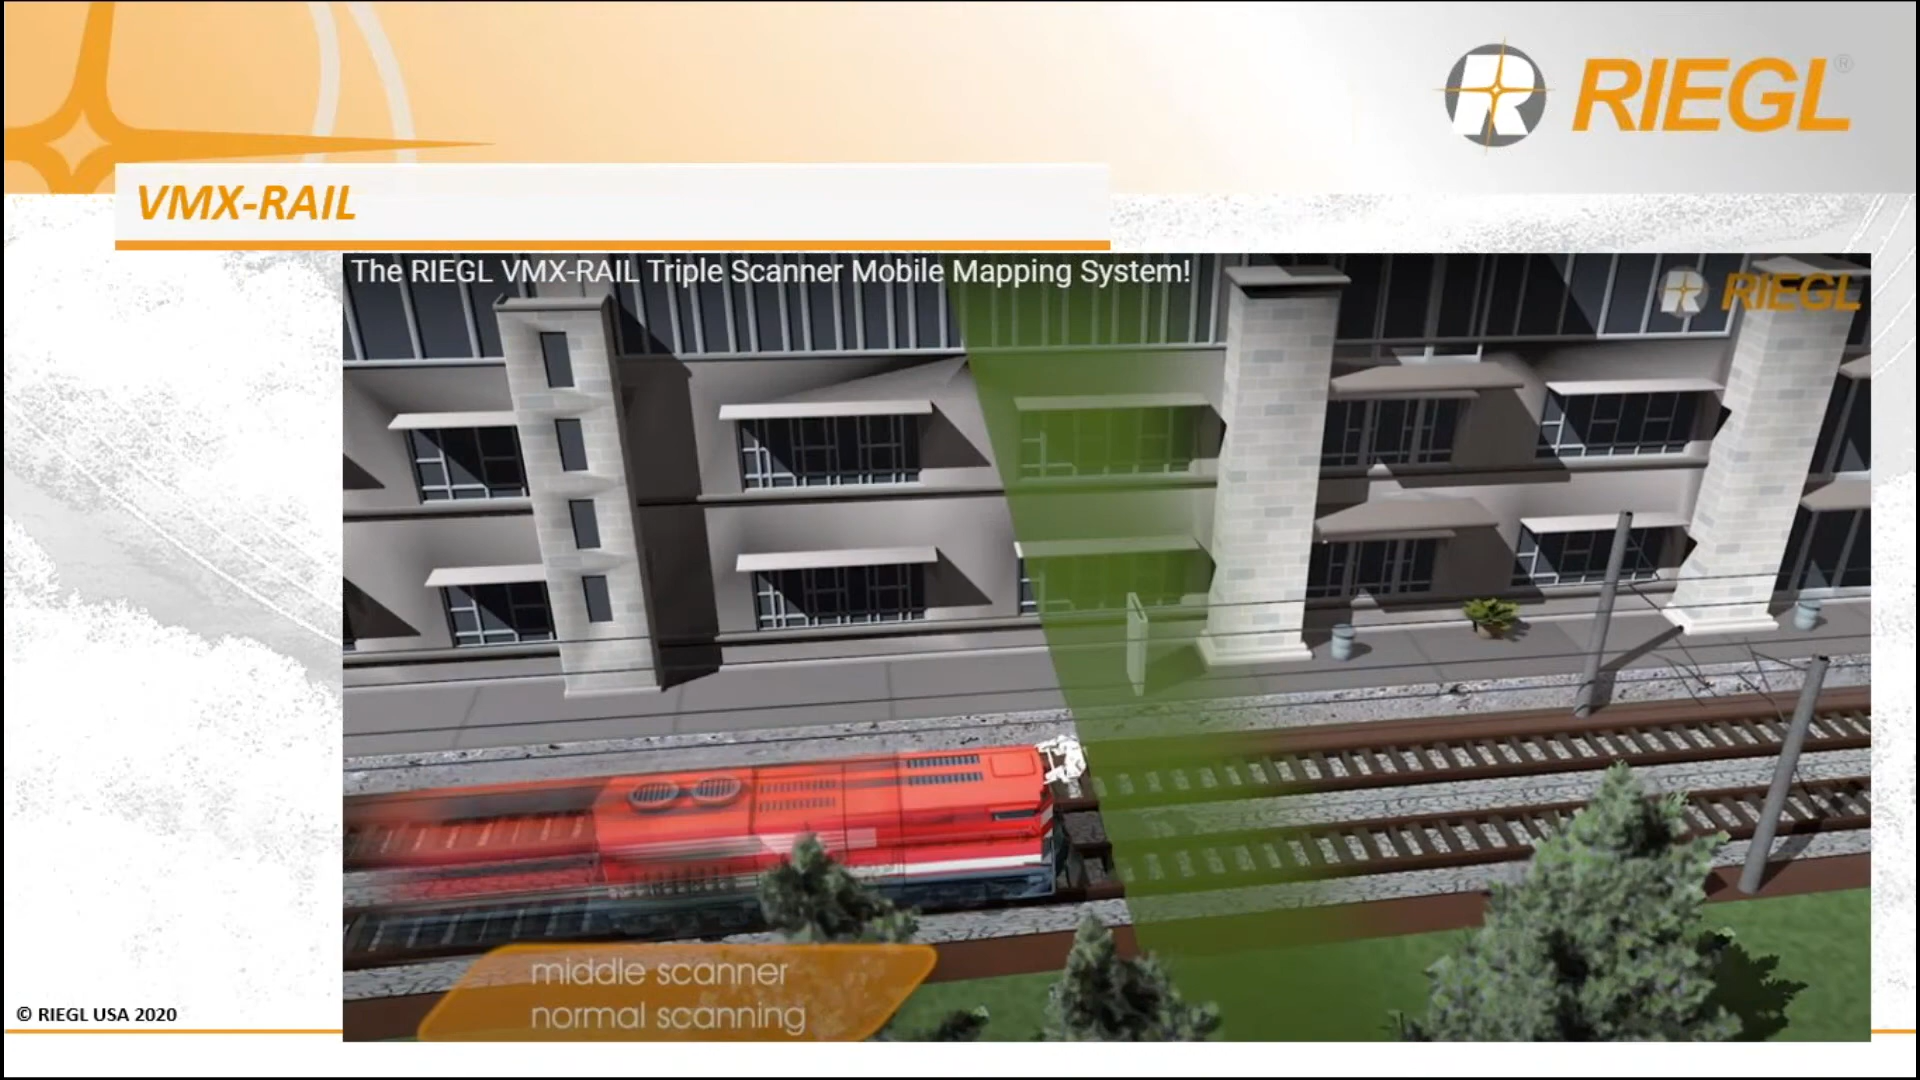 RIEGL®
VMX-RAIL
The RIEGL VMX-RAIL Triple Scanner Mobile Mapping System!
RIEGL
middle scanner
normal scanning
© RIEGL USA 2020